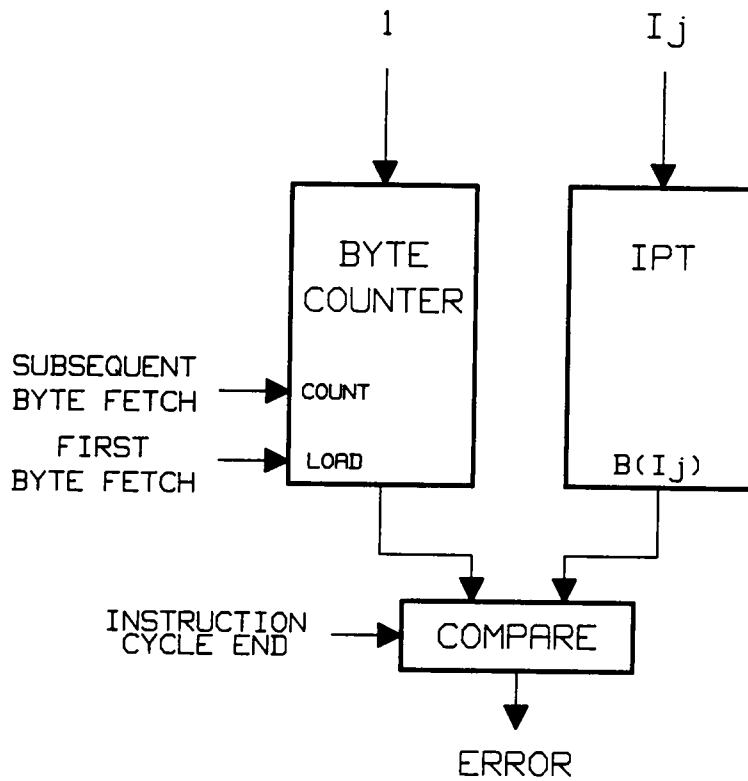 1
Ij
BYTE
COUNTER
IPT
SUBSEQUENT
BYTE FETCH
COUNT
FIRST
BYTE FETCH
LOAD
B(Ij)
INSTRUCTION
CYCLE END
COMPARE
ERROR